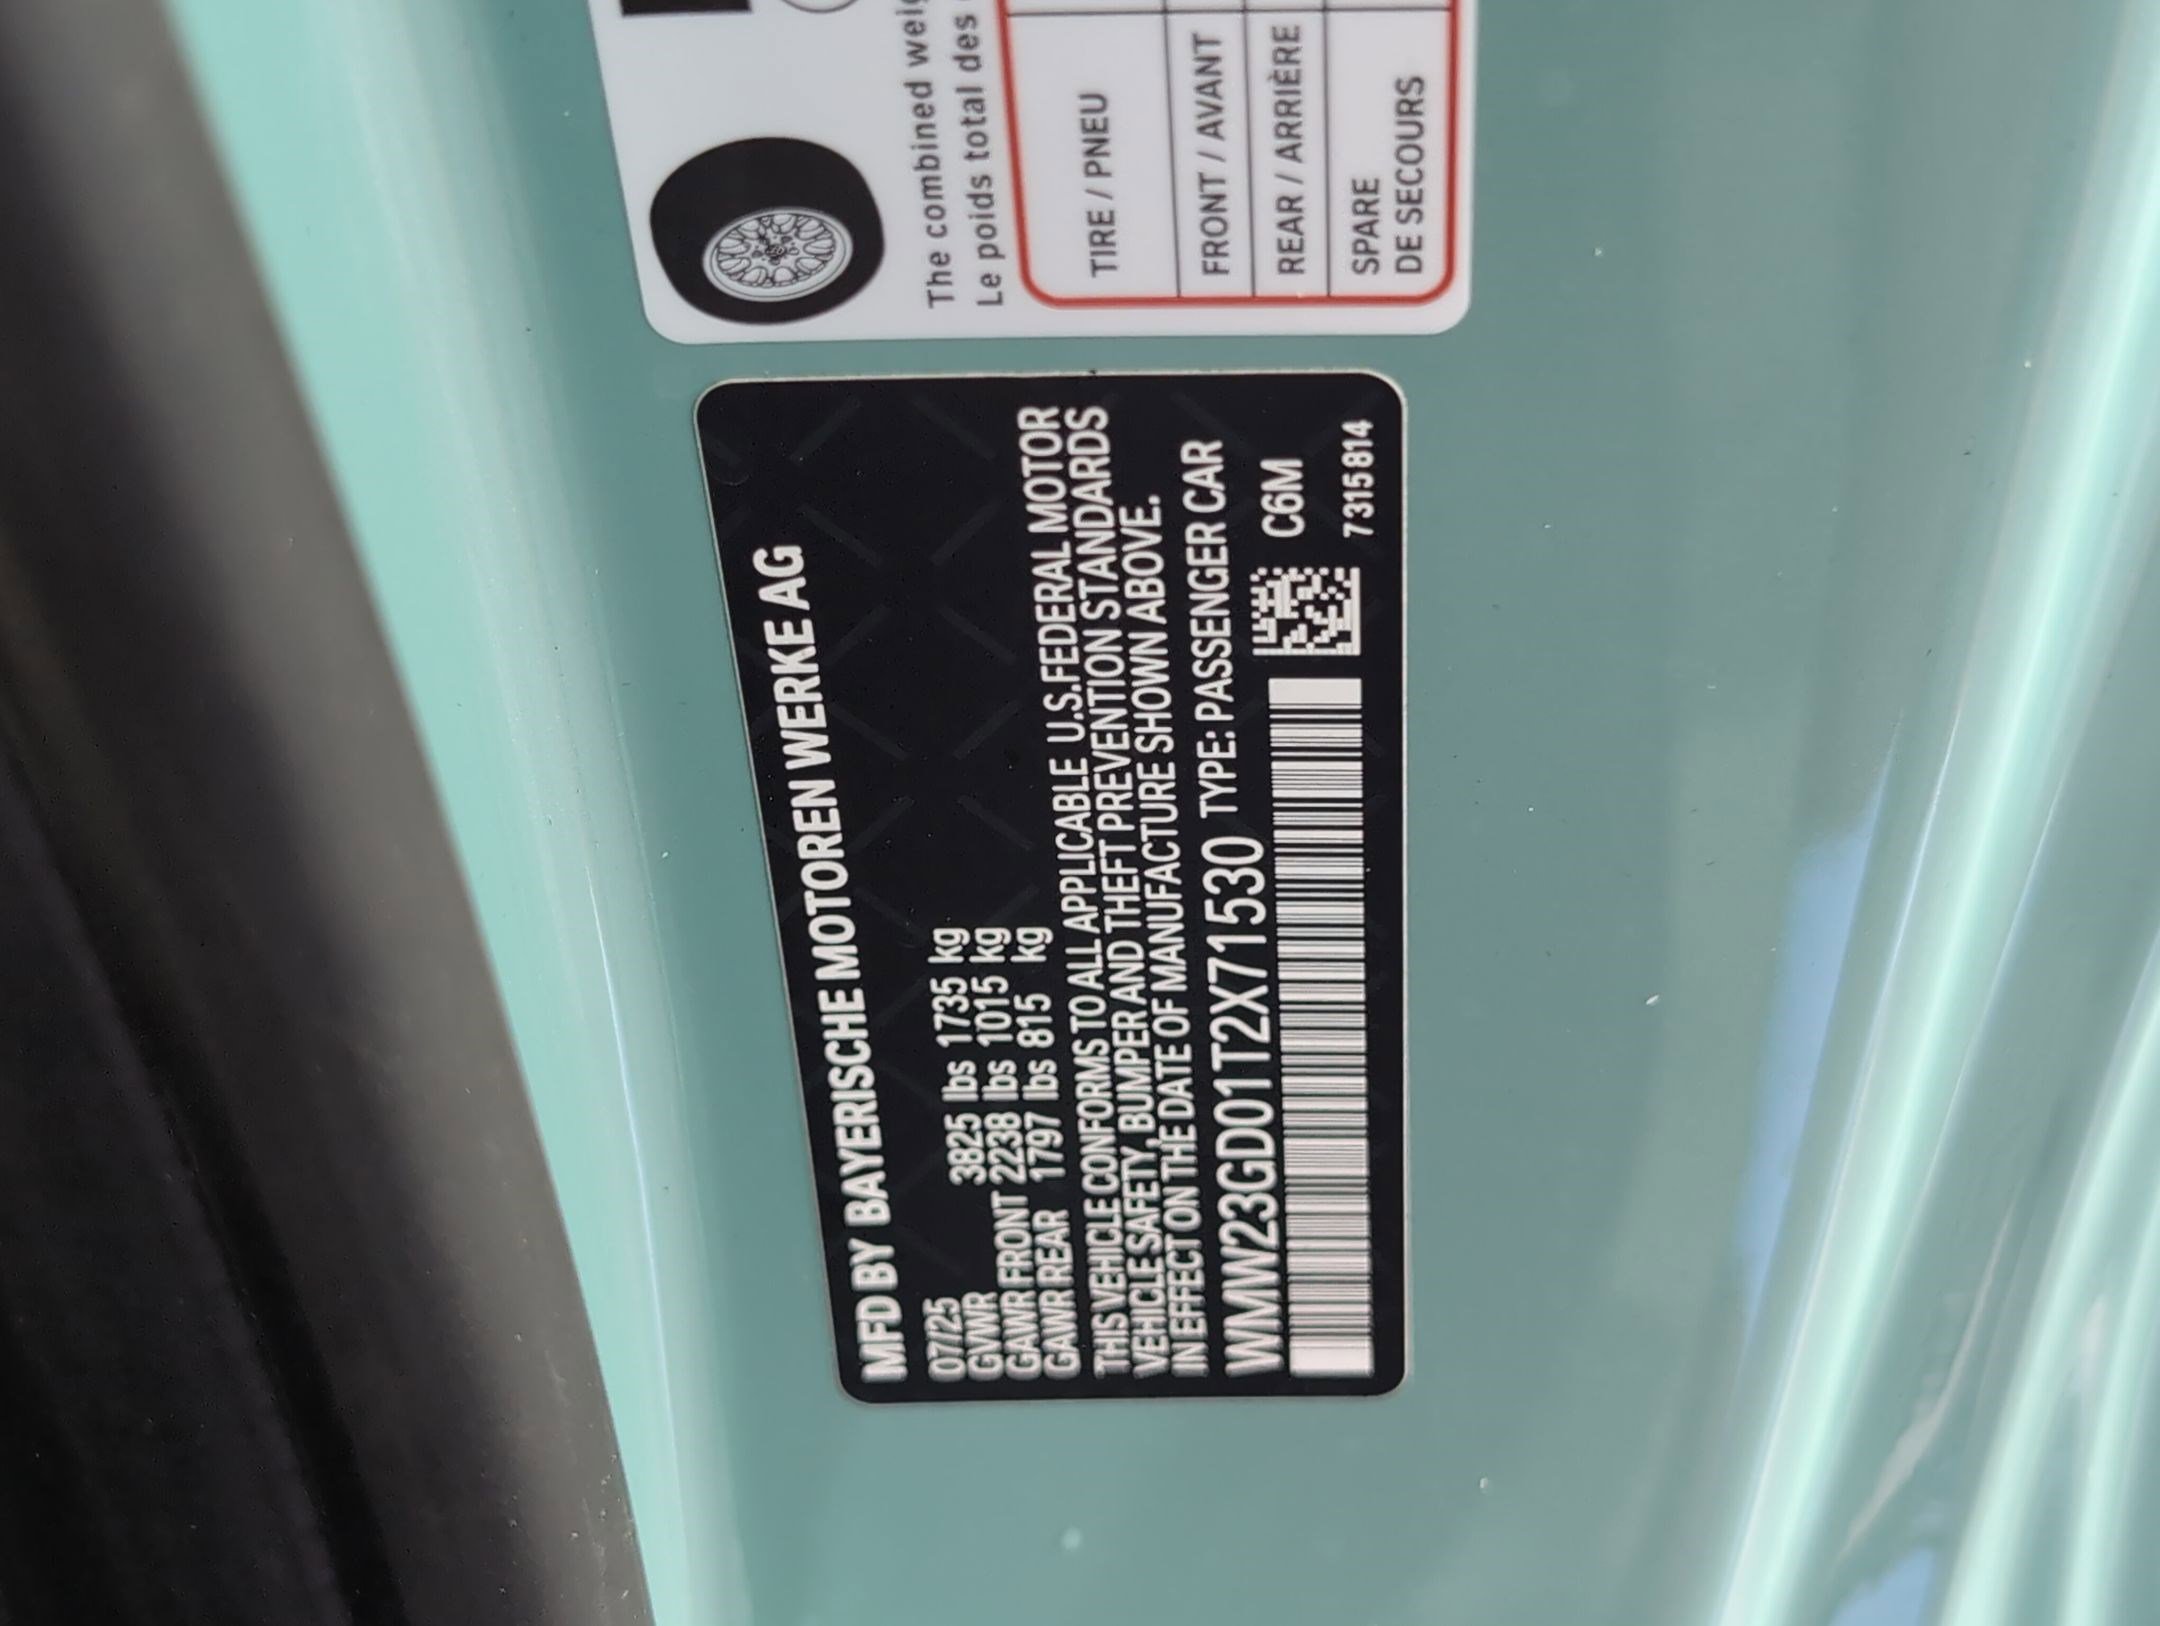 MFD BY BAYERISCHE MOTOREN WERKE AG
07/25
GVWR 3825 lbs 1735 kg
GAWR FRONT 2238 lbs 1015 kg
GAWR REAR 1797 lbs 815 kg
THIS VEHICLE CONFORMS TO ALL APPLICABLE U.S.FEDERAL MOTOR
VEHICLE SAFETY, BUMPER AND THEFT PREVENTION STANDARDS
IN EFFECT ON THE DATE OF MANUFACTURE SHOWN ABOVE.
WMW23GD01T2X71530 TYPE: PASSENGER CAR
C6M
7315814
The combined weig
Le poids total des
TIRE / PNEU
FRONT / AVANT
REAR / ARRIÈRE
SPARE
DE SECOURS